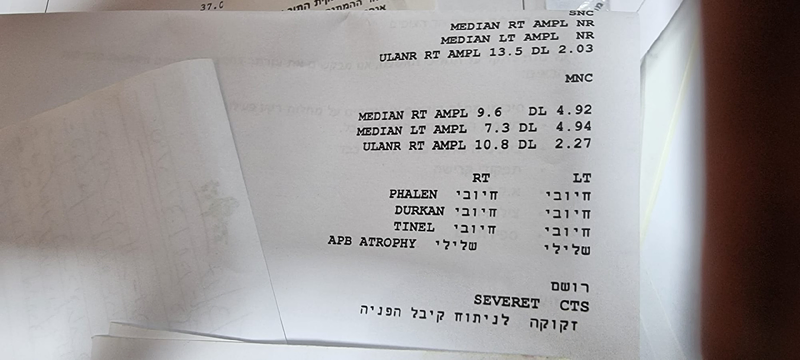 37.C
SNC
MEDIAN RT AMPL NR
MEDIAN LT AMPL NR
ULANR RT AMPL 13.5 DL 2.03
MNC
MEDIAN RT AMPL 9.6 DL 4.92
MEDIAN LT AMPL 7.3 DL 4.94
ULANR RT AMPL 10.8 DL 2.27
RT LT
PHALEN חיובי חיובי
DURKAN חיובי חיובי
TINEL חיובי חיובי
APB ATROPHY שלילי שלילי
רושם
SEVERET CTS
זקוקה לניתוח קיבל הפניה